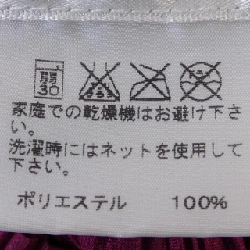 30
家庭での乾燥機はお避け下さ
い。
洗濯時にはネットを使用して
下さい。
ポリエステル 100%